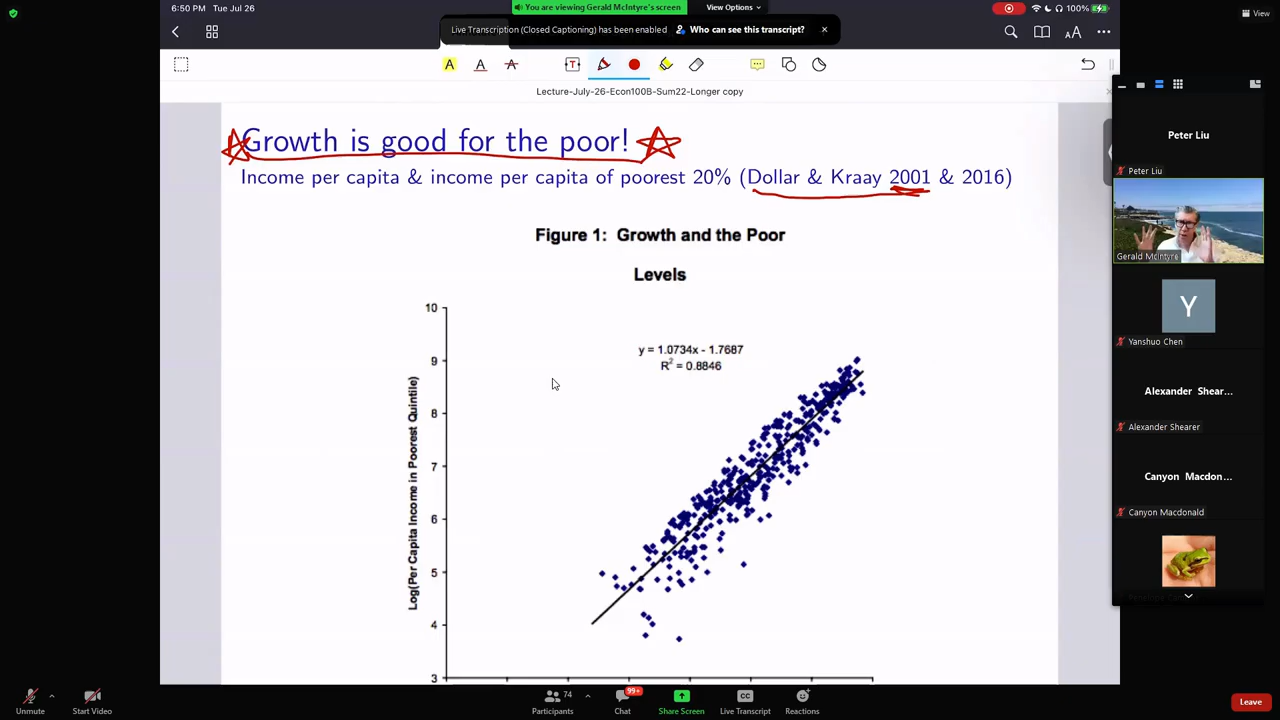 6:50 PM Tue Jul 26
You are viewing Gerald McIntyre's screen
View Options
100%
View
Live Transcription (Closed Captioning) has been enabled
Who can see this transcript?
Lecture-July-26-Econ100B-Sum22-Longer copy
Growth is good for the poor!
Income per capita & income per capita of poorest 20% (Dollar & Kraay 2001 & 2016)
Figure 1: Growth and the Poor
Levels
y = 1.0734x - 1.7687
R2 = 0.8846
Log(Per Capita Income in Poorest Quintile)
10
9
8
7
6
5
4
3
Peter Liu
Peter Liu
Gerald McIntyre
Y
Yanshuo Chen
Alexander Shear...
Alexander Shearer
Canyon Macdon...
Canyon Macdonald
Unmute
Start Video
74
Participants
99+
Chat
Share Screen
CC
Live Transcript
Reactions
Leave